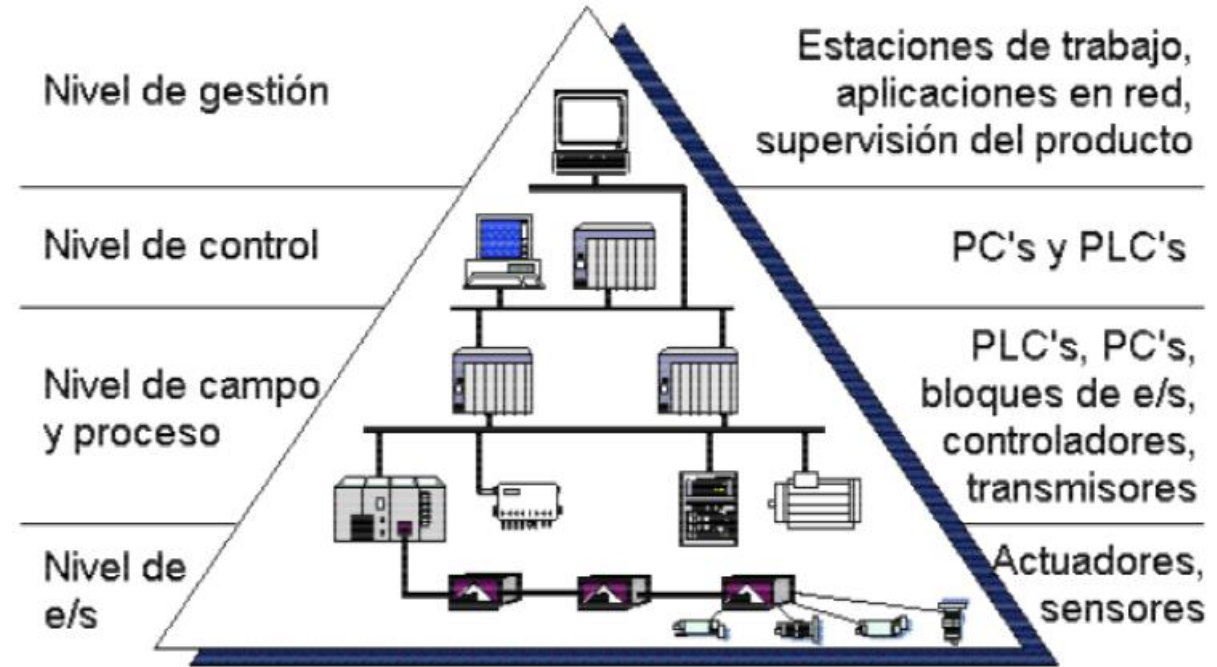 Nivel de gestión
Estaciones de trabajo,
aplicaciones en red,
supervisión del producto
Nivel de control
PC's y PLC's
Nivel de campo
y proceso
PLC's, PC's,
bloques de e/s,
controladores,
transmisores
Nivel de
e/s
Actuadores,
sensores